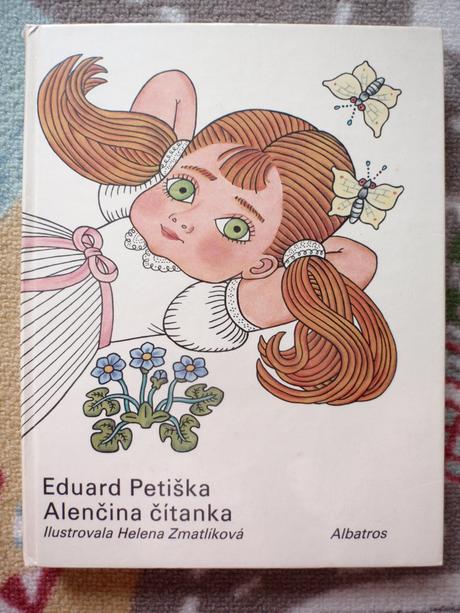 Eduard Petiška
Alenčina čítanka
Ilustrovala Helena Zmatlíková
Albatros